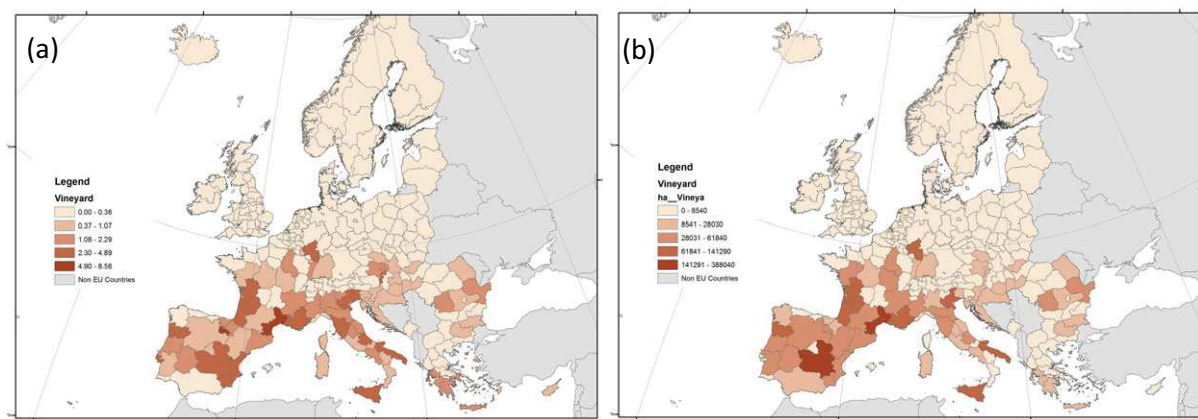 (a)
Legend
Vineyard
0.00 - 0.36
0.37 - 1.07
1.08 - 2.29
2.30 - 4.89
4.90 - 8.56
Non EU Countries
(b)
Legend
Vineyard
ha__Vineya
0 - 8540
8541 - 28030
28031 - 61840
61841 - 141290
141291 - 388040
Non EU Countries